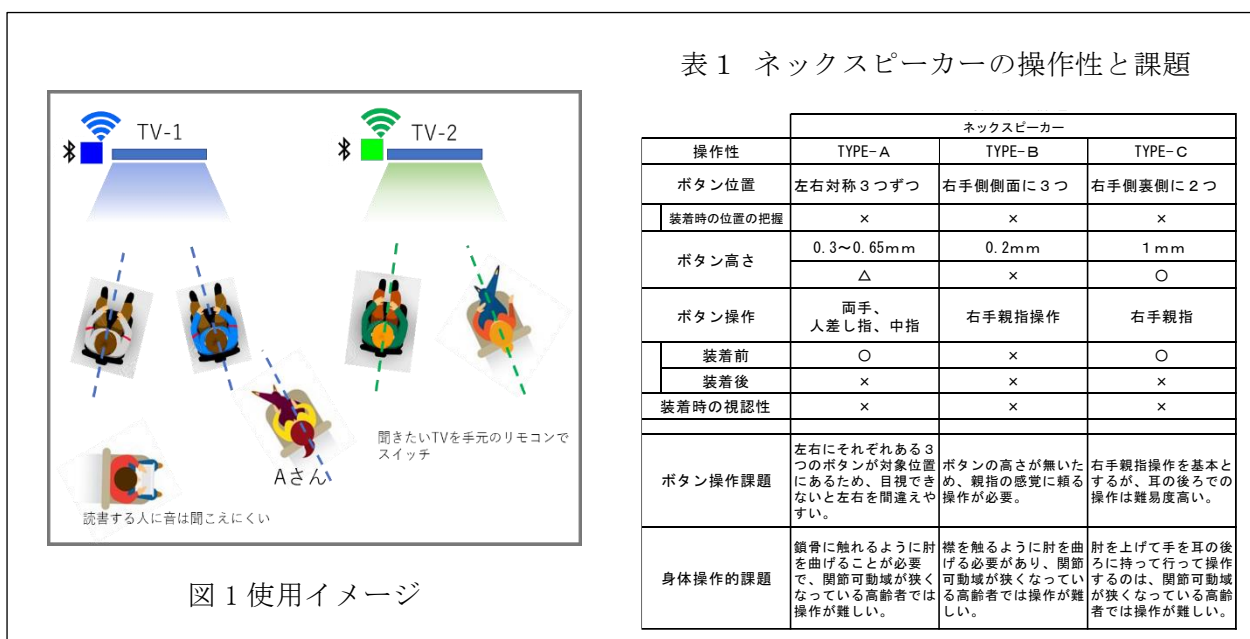 表1 ネックスピーカーの操作性と課題
TV-1
TV-2
聞きたいTVを手元のリモコンで
スイッチ
Aさん
読書する人に音は聞こえにくい
図1使用イメージ
ネックスピーカー
操作性 TYPE-A TYPE-B TYPE-C
ボタン位置 左右対称3つずつ 右手側側面に3つ 右手側裏側に2つ
装着時の位置の把握 × × ×
ボタン高さ 0.3~0.65mm 0.2mm 1mm
△ × ○
ボタン操作 両手、
人差し指、中指 右手親指操作 右手親指
装着前 ○ × ○
装着後 × × ×
装着時の視認性 × × ×
ボタン操作課題
左右にそれぞれある3
つのボタンが対象位置
にあるため、目視でき
ないと左右を間違えや
すい。
ボタンの高さが無いた
め、親指の感覚に頼る
操作が必要。
右手親指操作を基本と
するが、耳の後ろでの
操作は難易度高い。
身体操作的課題
鎖骨に触れるように肘
を曲げることが必要
で、関節可動域が狭く
なっている高齢者では
操作が難しい。
襟を触るように肘を曲
げる必要があり、関節
可動域が狭くなってい
る高齢者では操作が難
しい。
肘を上げて手を耳の後
ろに持って行って操作
するのは、関節可動域
が狭くなっている高齢
者では操作が難しい。